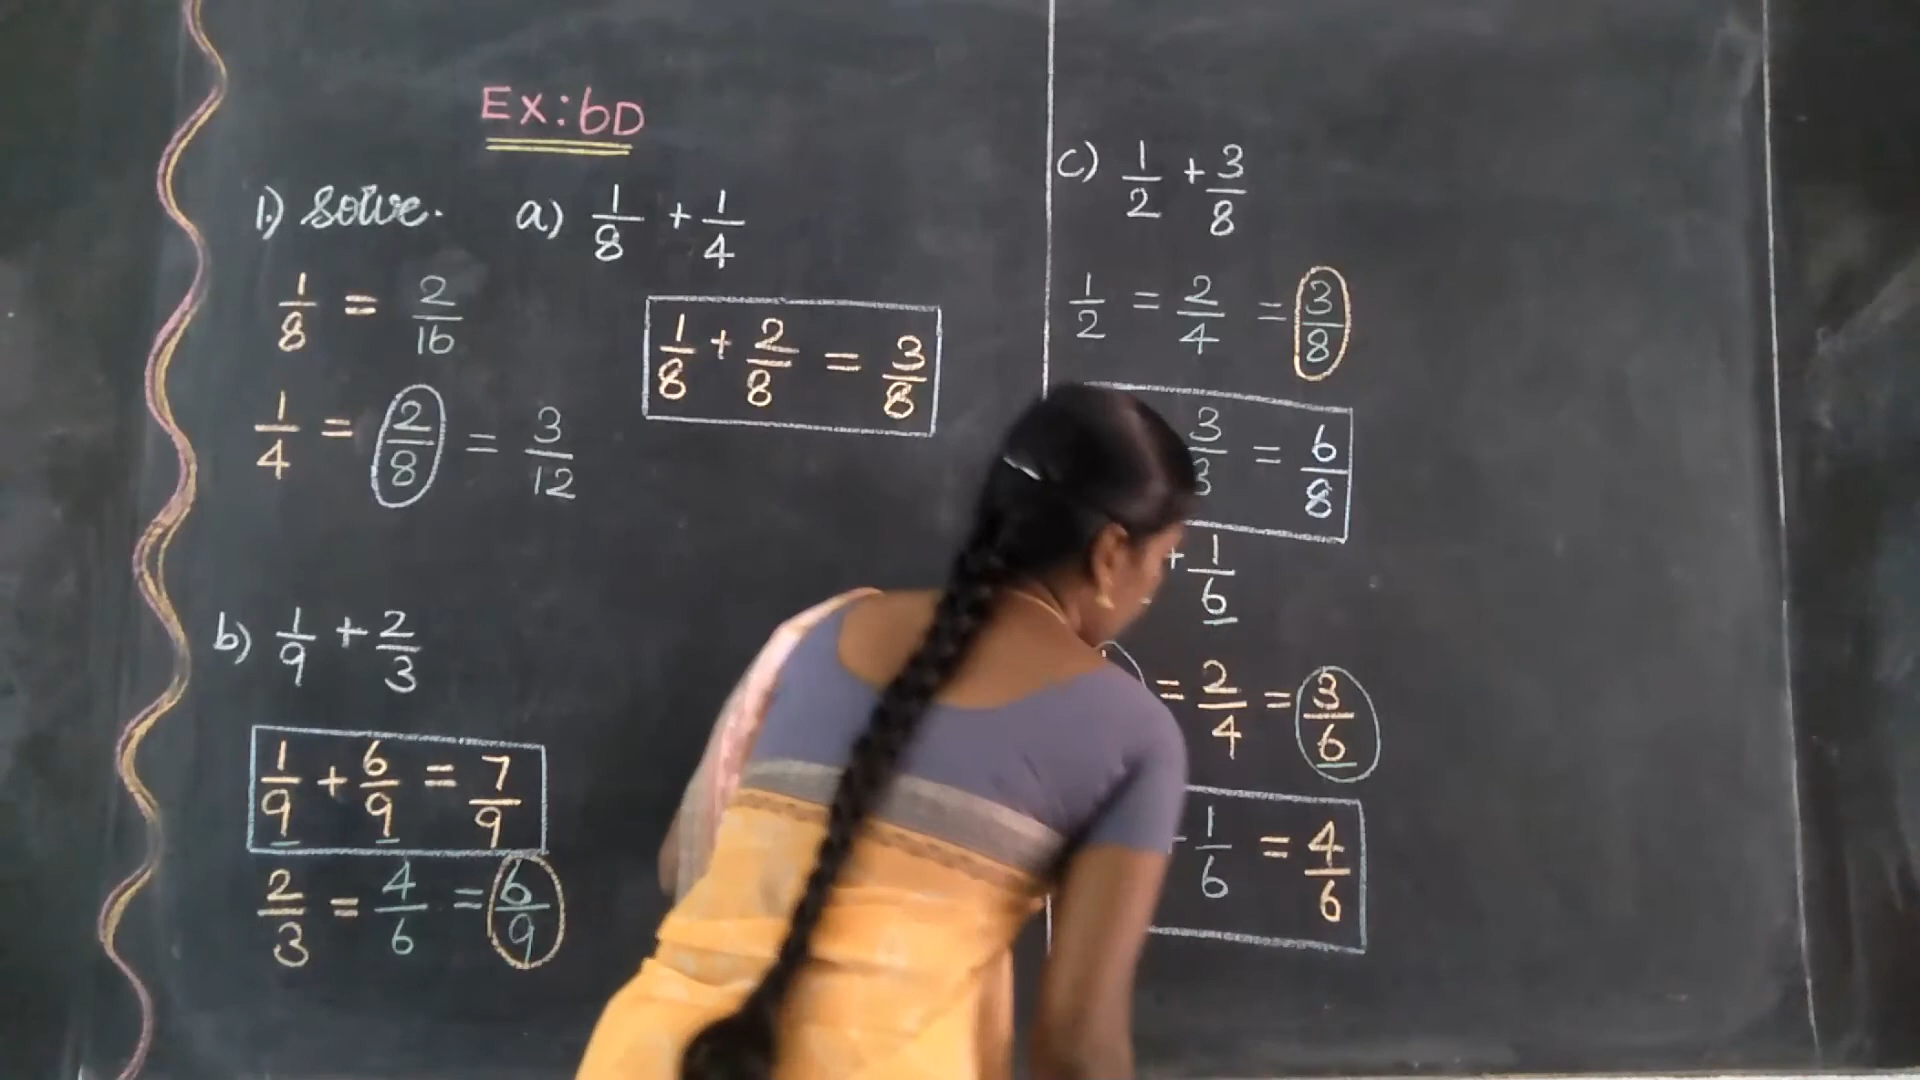 Ex: 6D
1.) Solve. a) 1/8 + 1/4
1/8 = 2/16
1/4 = 2/8 = 3/12
1/8 + 2/8 = 3/8
b) 1/9 + 2/3
1/9 + 6/9 = 7/9
2/3 = 4/6 = 6/9
c) 1/2 + 3/8
1/2 = 2/4 = 3/8
3/3 = 6/8
+ 1/6
= 2/4 = 3/6
1/6 = 4/6